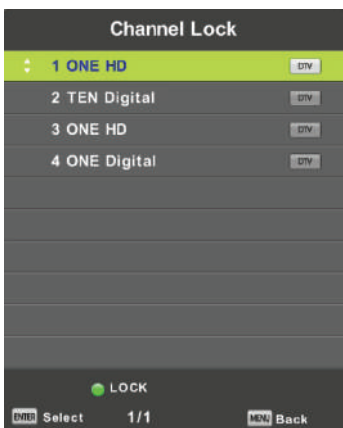 Channel Lock
1 ONE HD DTV
2 TEN Digital DTV
3 ONE HD DTV
4 ONE Digital DTV
LOCK
ENTER Select 1/1 MENU Back